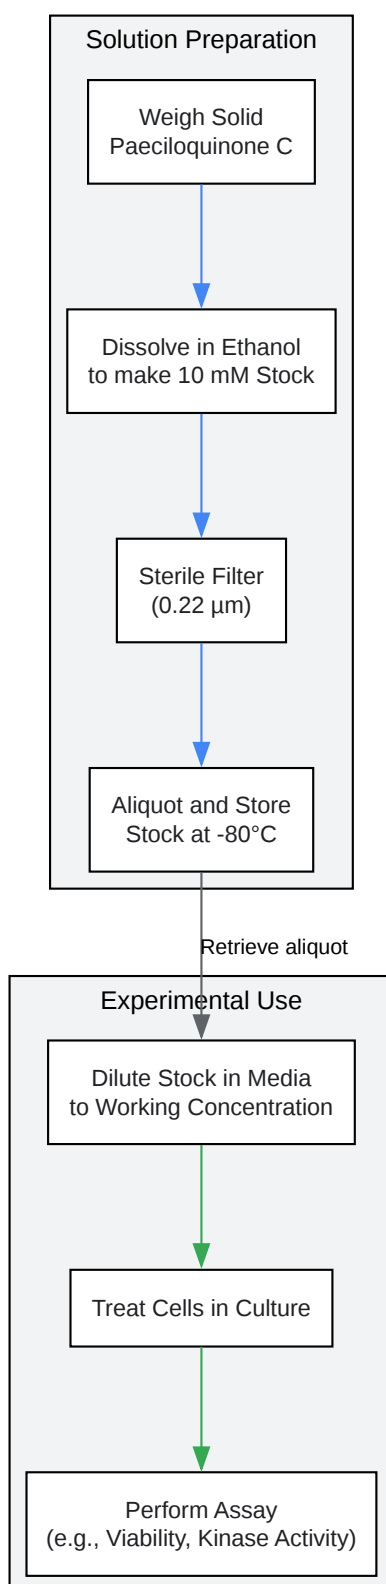 Solution Preparation
Weigh Solid
Paeciloquinone C
Dissolve in Ethanol
to make 10 mM Stock
Sterile Filter
(0.22 µm)
Aliquot and Store
Stock at -80°C
Retrieve aliquot
Experimental Use
Dilute Stock in Media
to Working Concentration
Treat Cells in Culture
Perform Assay
(e.g., Viability, Kinase Activity)